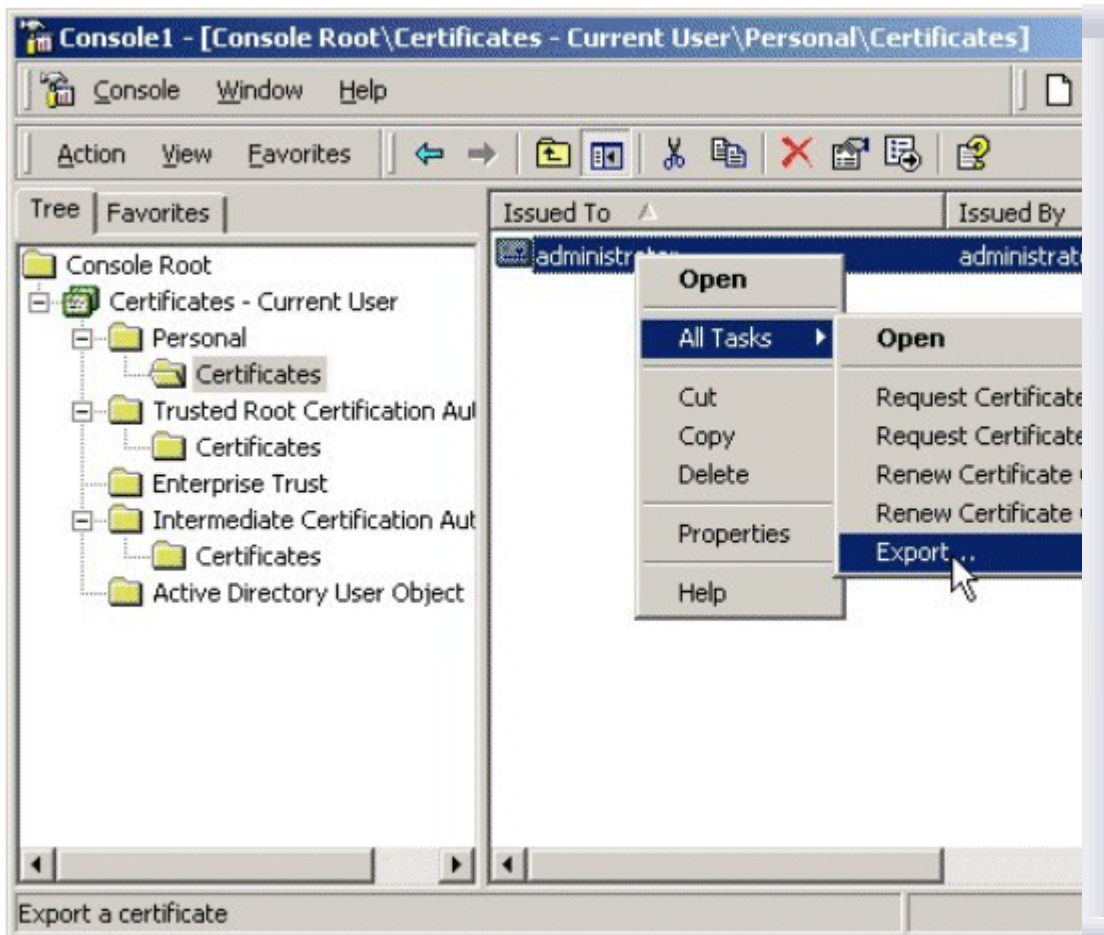 Console1 - [Console Root\Certificates - Current User\Personal\Certificates]
Console Window Help
Action View Favorites
Tree Favorites
Issued To Issued By
Console Root
Certificates - Current User
Personal
Certificates
Trusted Root Certification Aut
Certificates
Enterprise Trust
Intermediate Certification Aut
Certificates
Active Directory User Object
administrator administrato
Open
All Tasks
Cut
Copy
Delete
Properties
Help
Open
Request Certificate
Request Certificate
Renew Certificate
Renew Certificate
Export...
Export a certificate